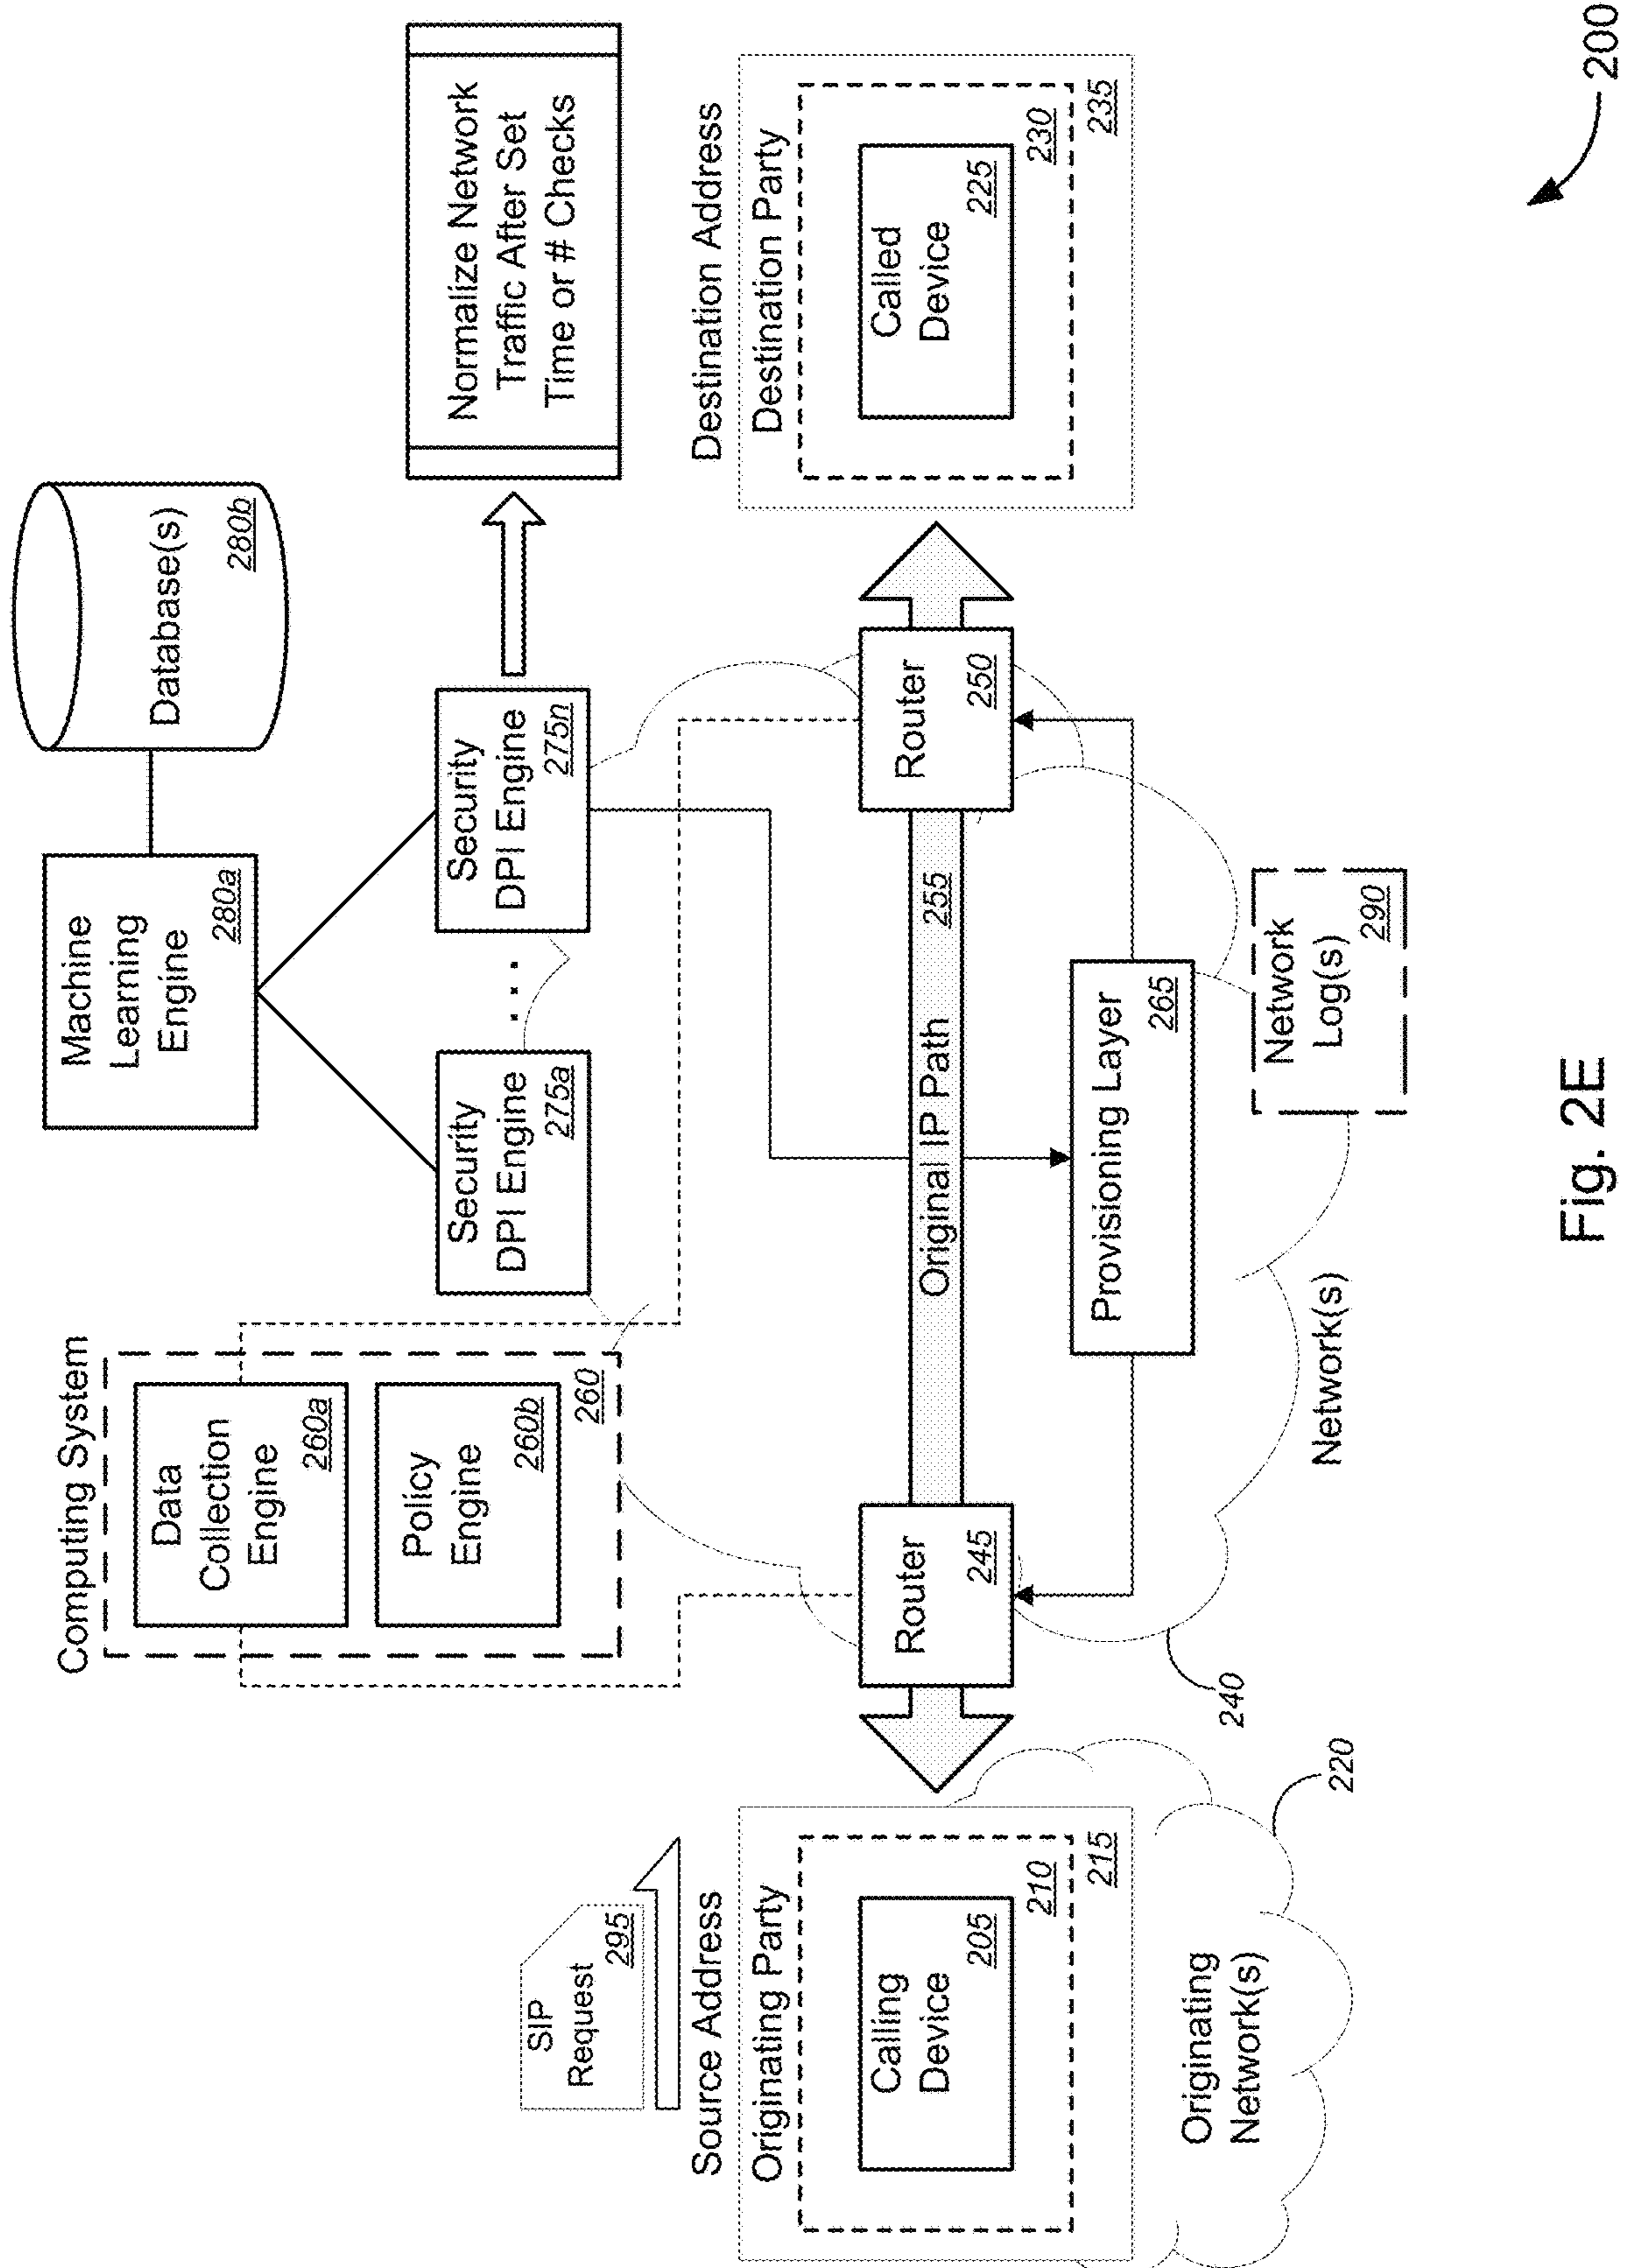 Computing System
Data
Collection
Engine
260a
Policy
Engine
260b
260
Machine
Learning
Engine
280a
Database(s)
280b
Security
DPI Engine
275a
. . .
Security
DPI Engine
275n
Normalize Network
Traffic After Set
Time or # Checks
SIP
Request
295
Source Address
Originating Party
Calling
Device
205
210
215
Originating
Network(s)
220
Router
245
Original IP Path
255
Router
250
Destination Address
Destination Party
Called
Device
225
230
235
Provisioning Layer
265
240
Network(s)
Network
Log(s)
290
200
Fig. 2E